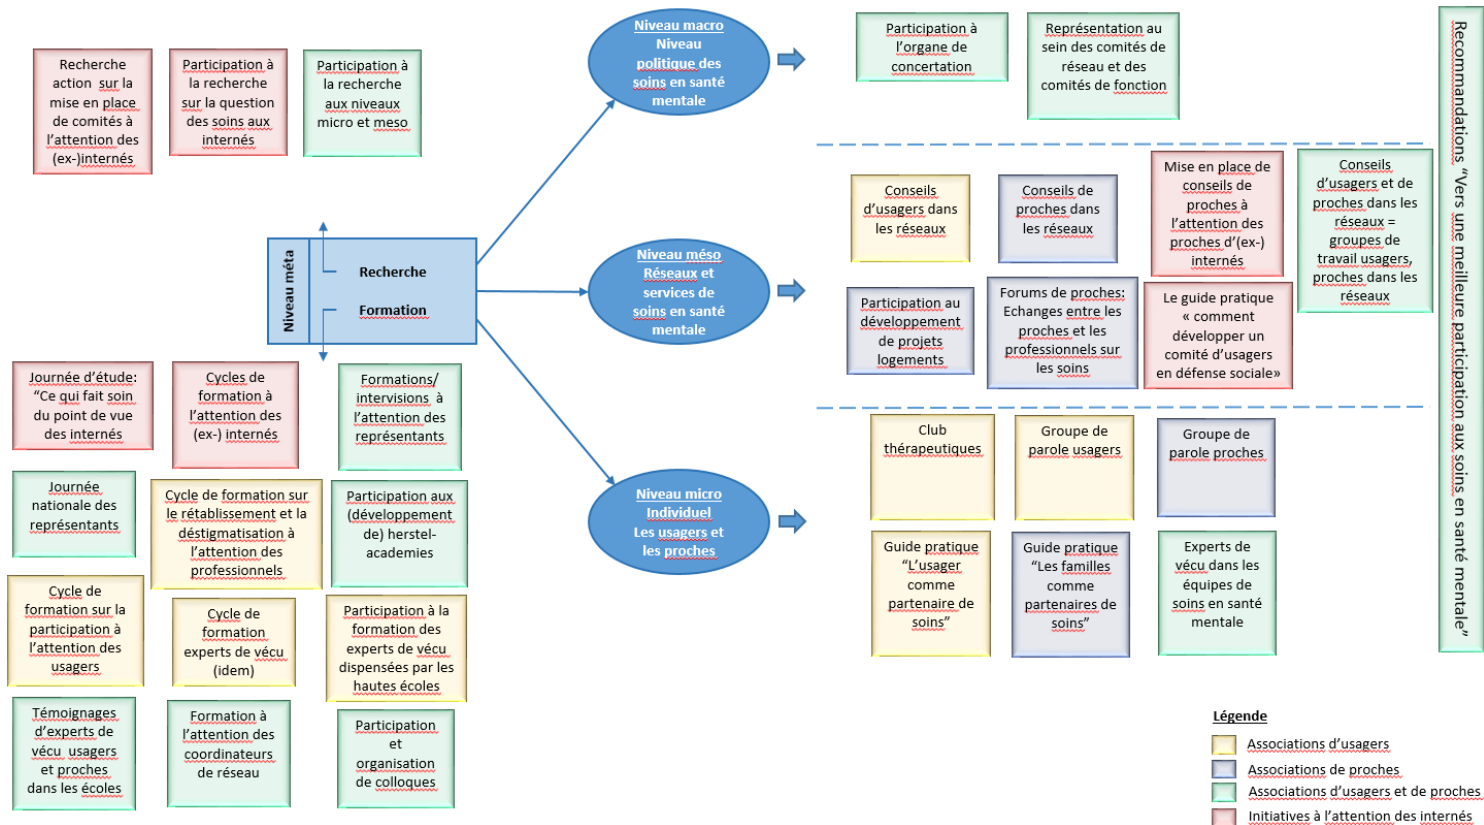 Recherche
action sur la
mise en place
de comités à
l'attention des
(ex-)internés
Participation à
la recherche
sur la question
des soins aux
internés
Participation à
la recherche
aux niveaux
micro et meso
Niveau macro
Niveau
politique des
soins en santé
mentale
Participation à
l'organe de
concertation
Représentation au
sein des comités de
réseau et des
comités de fonction
Recommandations "Vers une meilleure participation aux soins en santé mentale"
Niveau méta
Recherche
Formation
Niveau méso
Réseaux et
services de
soins en santé
mentale
Conseils
d'usagers dans
les réseaux
Conseils de
proches dans
les réseaux
Mise en place de
conseils de
proches à
l'attention des
proches d'(ex-)
internés
Conseils
d'usagers et de
proches dans les
réseaux =
groupes de
travail usagers,
proches dans les
réseaux
Participation au
développement
de projets
logements
Forums de proches:
Echanges entre les
proches et les
professionnels sur
les soins
Le guide pratique
« comment
développer un
comité d'usagers
en défense sociale»
Journée d'étude:
"Ce qui fait soin
du point de vue
des internés
Cycles de
formation à
l'attention des
(ex-) internés
Formations/
intervisions à
l'attention des
représentants
Journée
nationale des
représentants
Cycle de formation sur
le rétablissement et la
déstigmatisation à
l'attention des
professionnels
Participation aux
(développement
de) herstel-
academies
Cycle de
formation sur la
participation à
l'attention des
usagers
Cycle de
formation
experts de vécu
(idem)
Participation à la
formation des
experts de vécu
dispensées par les
hautes écoles
Témoignages
d'experts de
vécu usagers
et proches
dans les écoles
Formation à
l'attention des
coordinateurs
de réseau
Participation
et
organisation
de colloques
Niveau micro
Individuel
Les usagers et
les proches
Club
thérapeutiques
Groupe de
parole usagers
Groupe de
parole proches
Guide pratique
"L'usager
comme
partenaire de
soins"
Guide pratique
"Les familles
comme
partenaires de
soins"
Experts de
vécu dans les
équipes de
soins en santé
mentale
Légende
Associations d'usagers
Associations de proches
Associations d'usagers et de proches
Initiatives à l'attention des internés